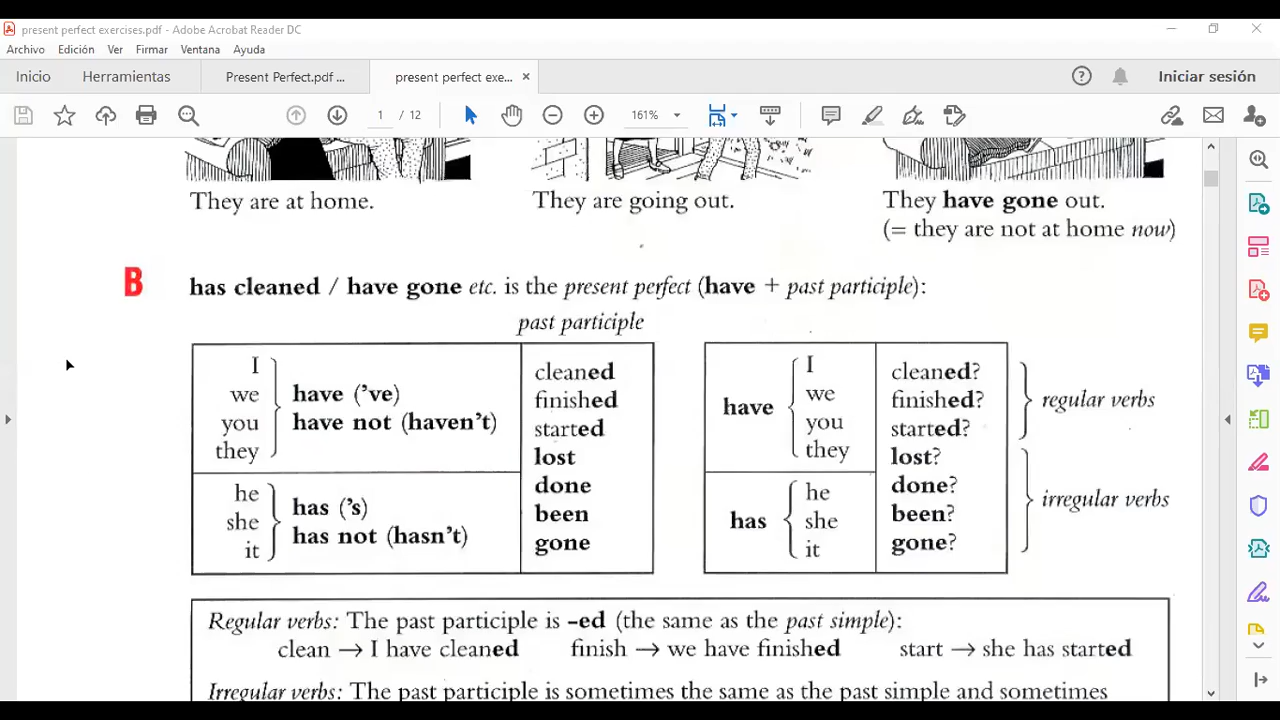 present perfect exercises.pdf - Adobe Acrobat Reader DC
Archivo Edición Ver Firmar Ventana Ayuda
Inicio Herramientas Present Perfect.pdf ... present perfect exe... × Iniciar sesión
1 / 12 161%
They are at home. They are going out. They have gone out.
(= they are not at home now)
B has cleaned / have gone etc. is the present perfect (have + past participle):
past participle
I
we
you
they
have ('ve)
have not (haven't)
he
she
it
has ('s)
has not (hasn't)
cleaned
finished
started
lost
done
been
gone
have
I
we
you
they
has
he
she
it
cleaned?
finished?
started?
lost?
done?
been?
gone?
regular verbs
irregular verbs
Regular verbs: The past participle is -ed (the same as the past simple):
clean → I have cleaned finish → we have finished start → she has started
Irregular verbs: The past participle is sometimes the same as the past simple and sometimes